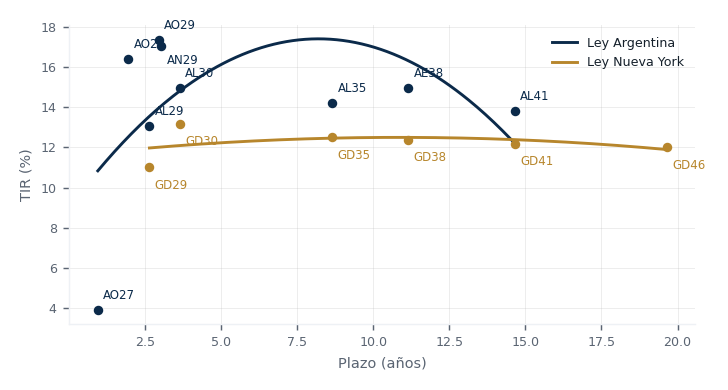 18
16
14
12
10
8
6
4
TIR (%)
2.5
5.0
7.5
10.0
12.5
15.0
17.5
20.0
Plazo (años)
Ley Argentina
Ley Nueva York
AO27
AO29
AN29
AL30
AL29
AL35
AE38
AL41
GD29
GD30
GD35
GD38
GD41
GD46